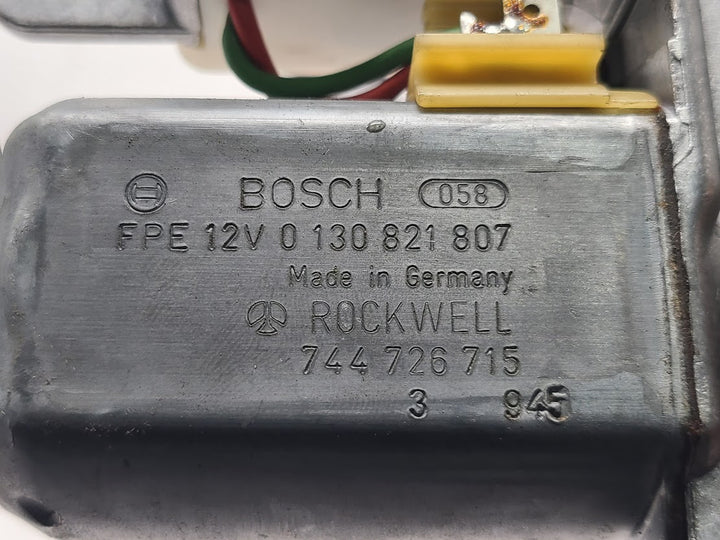 BOSCH 058
FPE 12V 0 130 821 807
Made in Germany
ROCKWELL
744 726 715
3 945